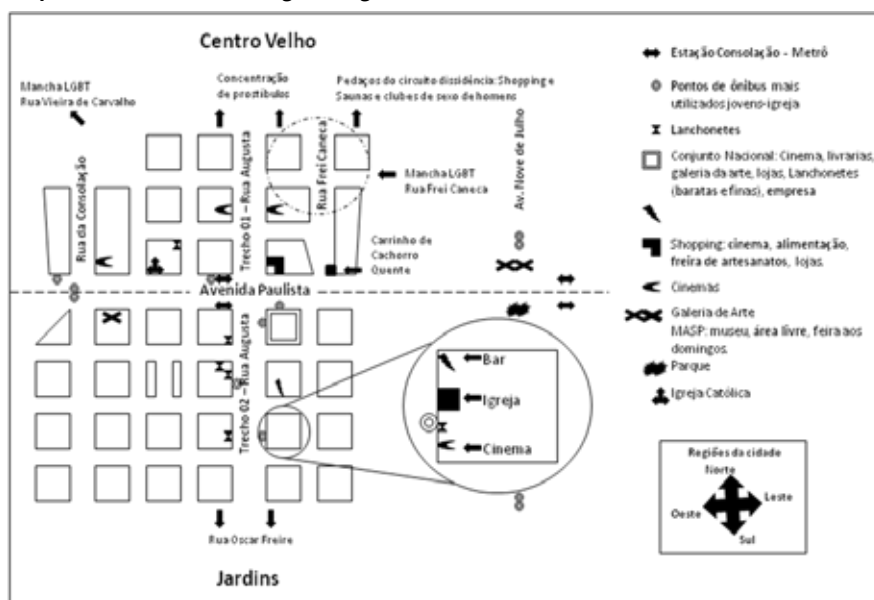 Centro Velho
Mancha LGBT
Rua Vieira de Carvalho
Concentração
de prostíbulos
Pedaços do circuito dissidência: Shopping e
Saunas e clubes de sexo de homens
Rua da Consolação
Trecho 01 – Rua Augusta
Rua Frei Caneca
Av. Nove de Julho
Mancha LGBT
Rua Frei Caneca
Carrinho de
Cachorro
Quente
Avenida Paulista
Trecho 02 – Rua Augusta
Bar
Igreja
Cinema
Rua Oscar Freire
Jardins
Estação Consolação – Metrô
Pontos de ônibus mais
utilizados jovens-igreja
Lanchonetes
Conjunto Nacional: Cinema, livrarias,
galeria da arte, lojas, Lanchonetes
(baratas e finas), empresa
Shopping: cinema, alimentação,
freira de artesanatos, lojas.
Cinemas
Galeria de Arte
MASP: museu, área livre, feira aos
domingos.
Parque
Igreja Católica
Regiões da cidade
Norte
Leste
Oeste
Sul